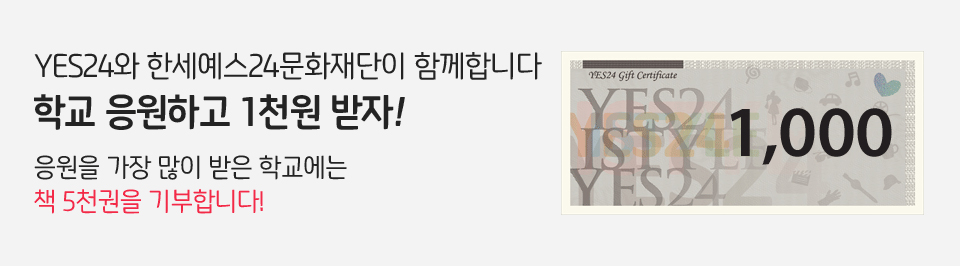 YES24와 한세예스24문화재단이 함께합니다
학교 응원하고 1천원 받자!
응원을 가장 많이 받은 학교에는
책 5천권을 기부합니다!
YES24 Gift Certificate
YES24
ISTYLE
YES24
YES24
1,000